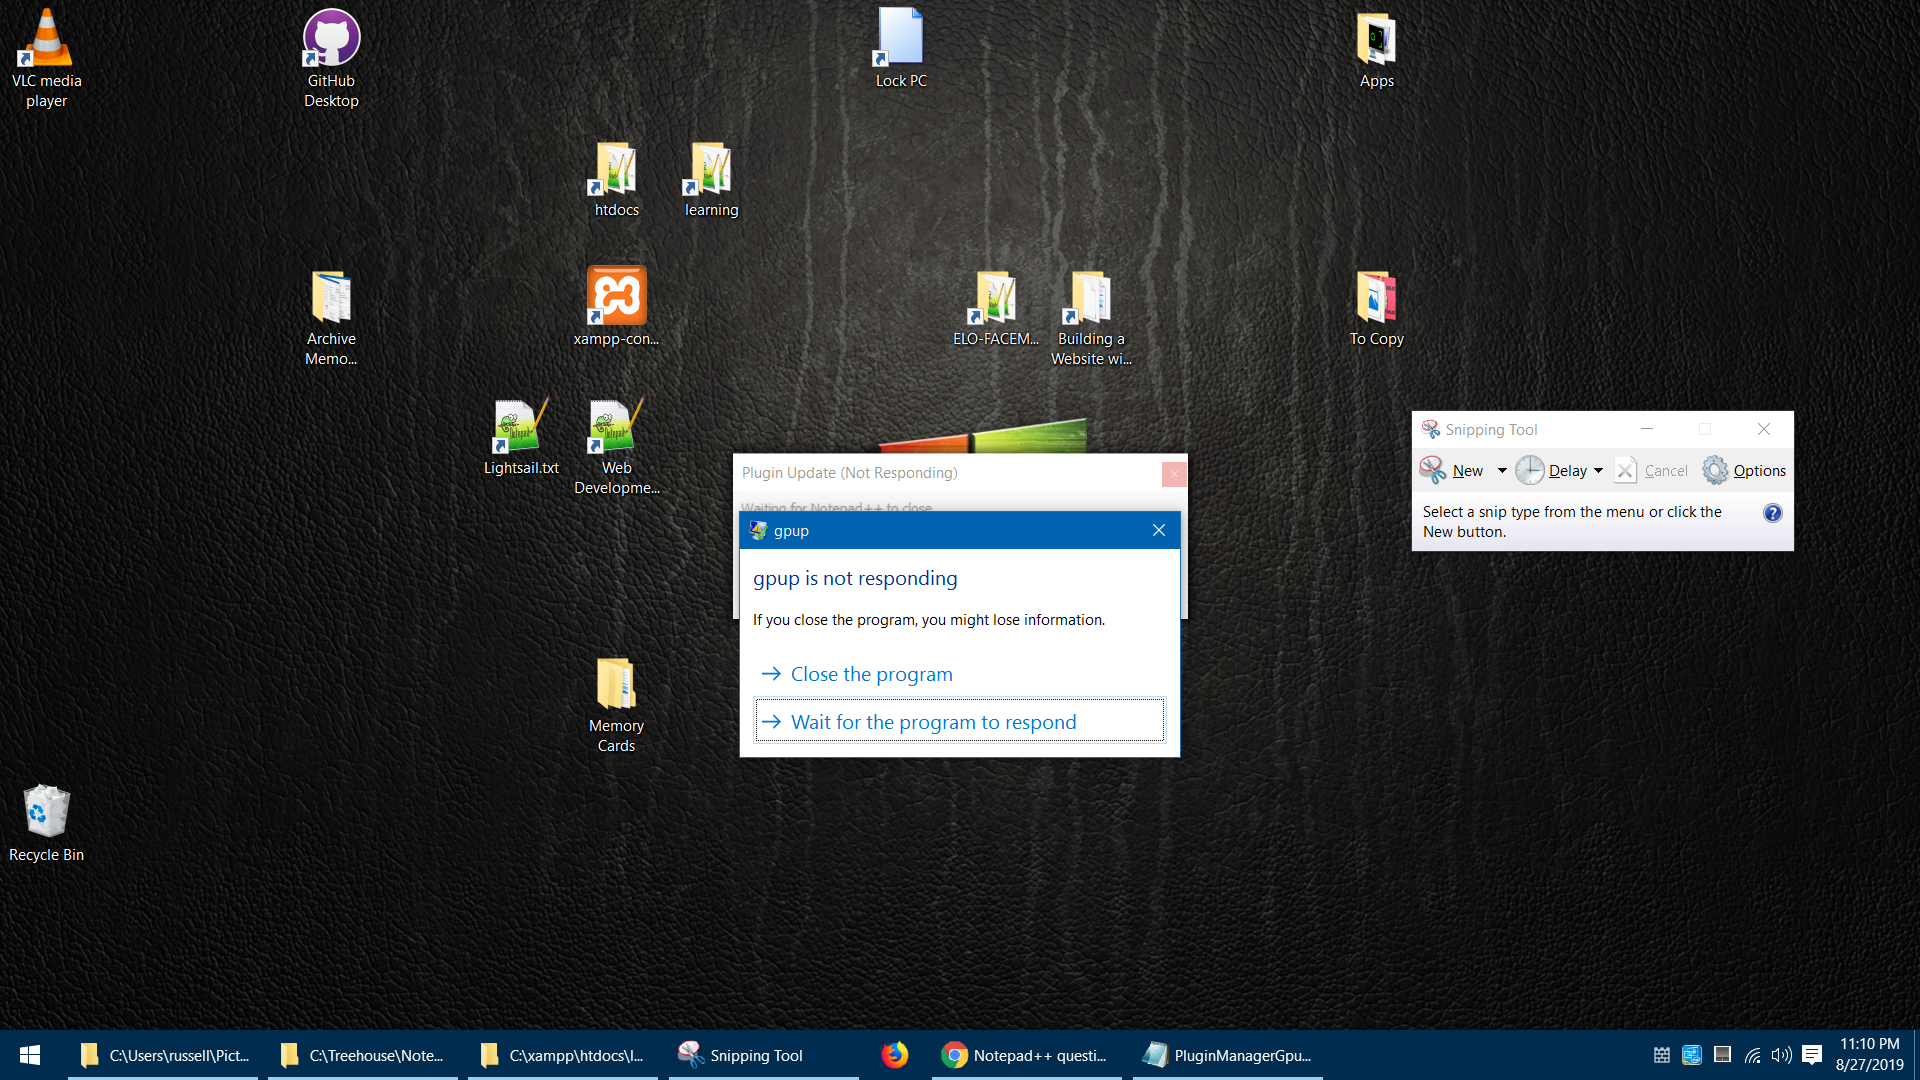 VLC media
player
GitHub
Desktop
Lock PC
Apps
htdocs
learning
Archive
Memo...
xampp-con...
ELO-FACEM...
Building a
Website wi...
To Copy
Lightsail.txt
Web
Developme...
Snipping Tool
New
Delay
Cancel
Options
Select a snip type from the menu or click the
New button.
Plugin Update (Not Responding)
Waiting for Notepad++ to close
gpup
gpup is not responding
If you close the program, you might lose information.
Close the program
Wait for the program to respond
Memory
Cards
Recycle Bin
C:\Users\russell\Pict...
C:\Treehouse\Note...
C:\xampp\htdocs\l...
Snipping Tool
Notepad++ questi...
PluginManagerGpu...
11:10 PM
8/27/2019